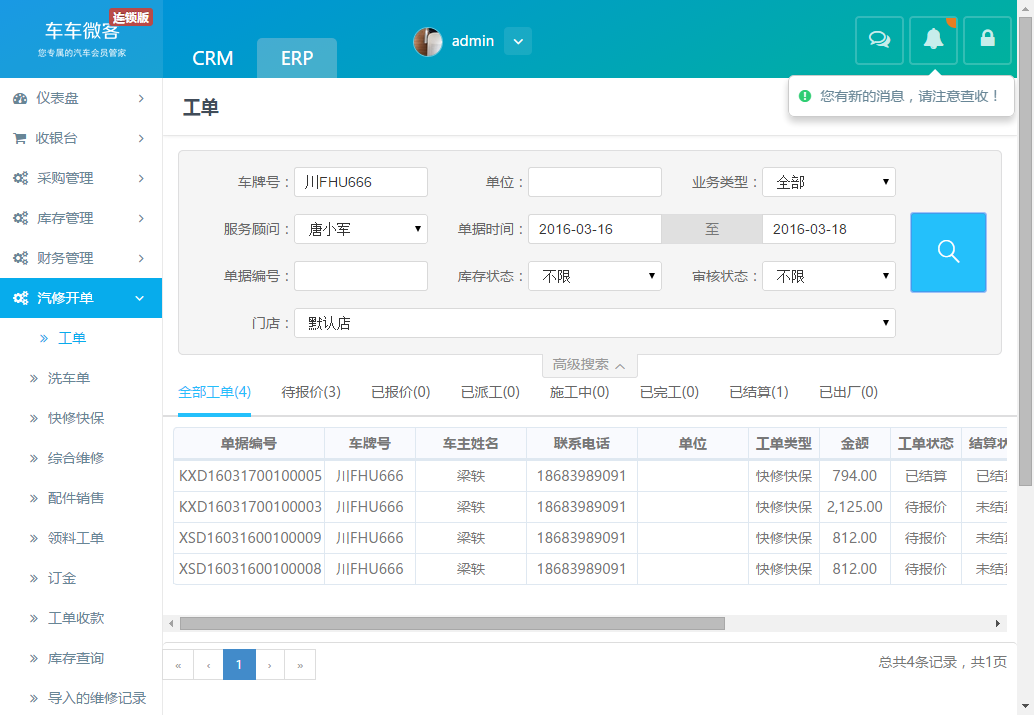 连锁版
车车微客
您专属的汽车会员管家
CRM
ERP
admin
您有新的消息，请注意查收！
仪表盘
收银台
采购管理
库存管理
财务管理
汽修开单
工单
洗车单
快修快保
综合维修
配件销售
领料工单
订金
工单收款
库存查询
导入的维修记录
工单
车牌号： 川FHU666 单位： 业务类型： 全部
服务顾问： 唐小军 单据时间： 2016-03-16 至 2016-03-18
单据编号： 库存状态： 不限 审核状态： 不限
门店： 默认店
高级搜索
全部工单(4) 待报价(3) 已报价(0) 已派工(0) 施工中(0) 已完工(0) 已结算(1) 已出厂(0)
单据编号 车牌号 车主姓名 联系电话 单位 工单类型 金额 工单状态 结算状
KXD16031700100005 川FHU666 梁轶 18683989091 快修快保 794.00 已结算 已结算
KXD16031700100003 川FHU666 梁轶 18683989091 快修快保 2,125.00 待报价 未结算
XSD16031600100009 川FHU666 梁轶 18683989091 快修快保 812.00 待报价 未结算
XSD16031600100008 川FHU666 梁轶 18683989091 快修快保 812.00 待报价 未结算
« ‹ 1 › »
总共4条记录，共1页